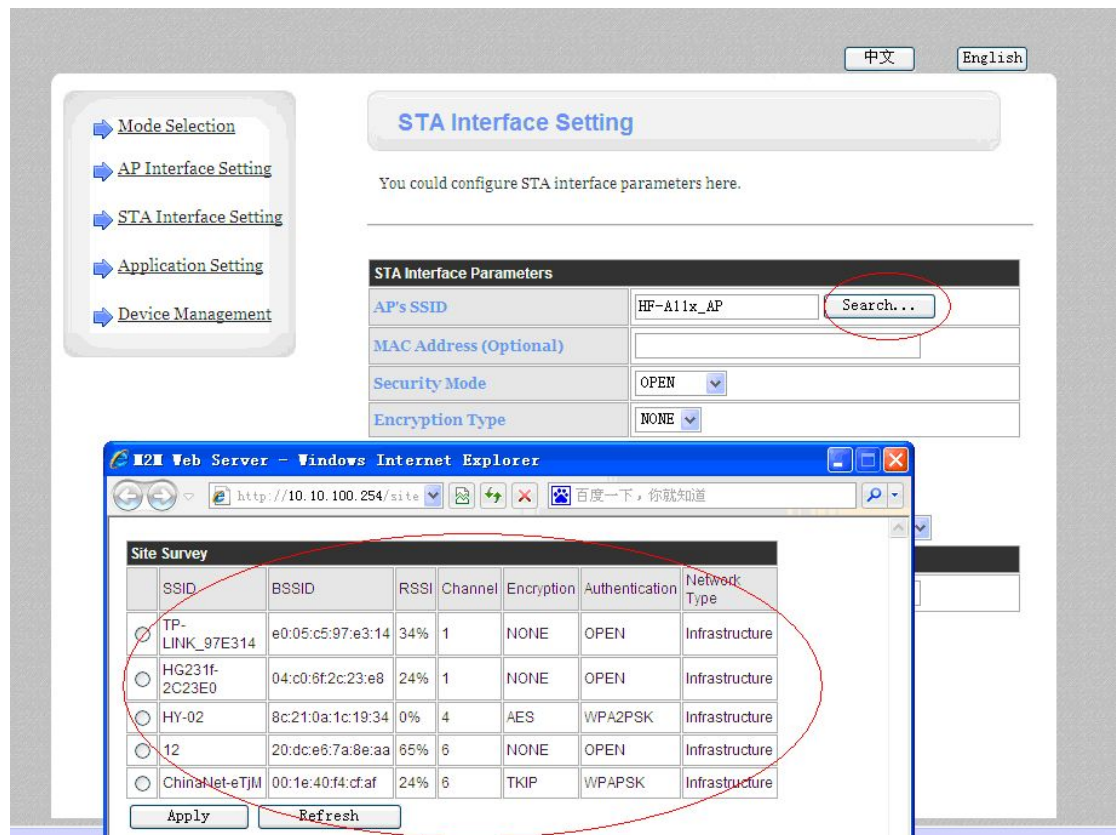 中文 English
Mode Selection
AP Interface Setting
STA Interface Setting
Application Setting
Device Management
STA Interface Setting
You could configure STA interface parameters here.
STA Interface Parameters
AP's SSID HF-A11x_AP Search...
MAC Address (Optional)
Security Mode OPEN
Encryption Type NONE
M2M Web Server - Windows Internet Explorer
http://10.10.100.254/site 百度一下，你就知道
Site Survey
SSID BSSID RSSI Channel Encryption Authentication Network
Type
TP-
LINK_97E314 e0:05:c5:97:e3:14 34% 1 NONE OPEN Infrastructure
HG231f-
2C23E0 04:c0:6f:2c:23:e8 24% 1 NONE OPEN Infrastructure
HY-02 8c:21:0a:1c:19:34 0% 4 AES WPA2PSK Infrastructure
12 20:dc:e6:7a:8e:aa 65% 6 NONE OPEN Infrastructure
ChinaNet-eTjM 00:1e:40:f4:cf:af 24% 6 TKIP WPAPSK Infrastructure
Apply Refresh